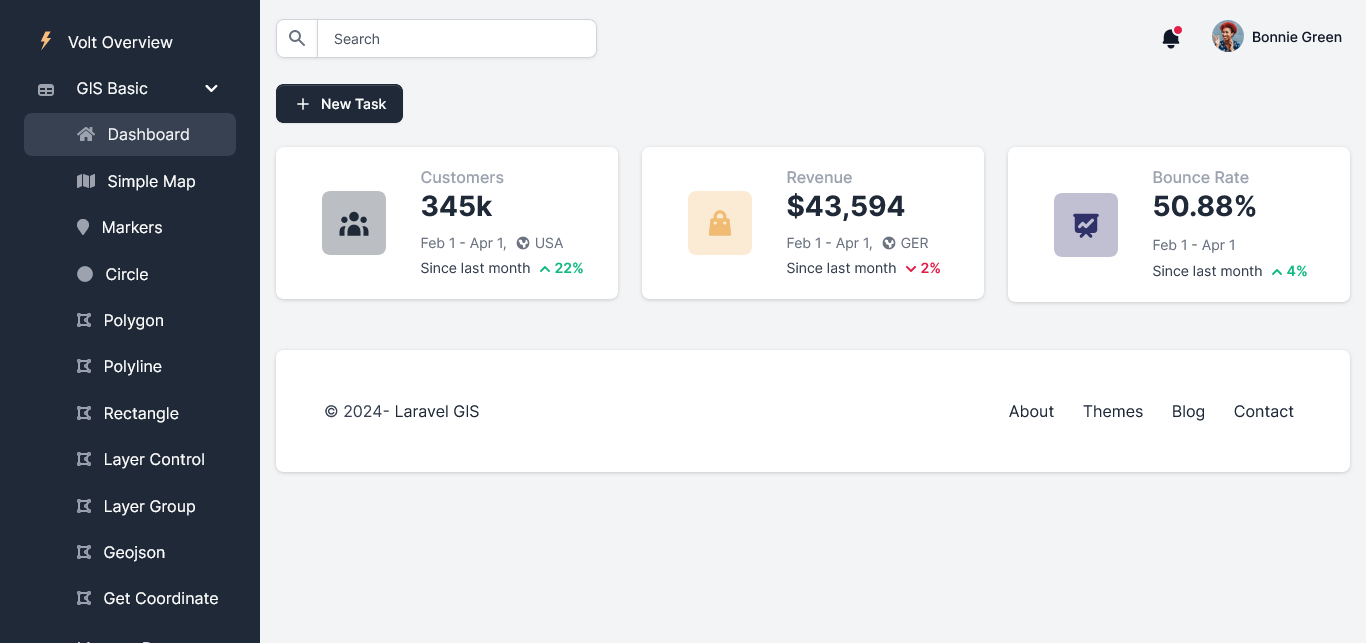 Volt Overview
GIS Basic
Dashboard
Simple Map
Markers
Circle
Polygon
Polyline
Rectangle
Layer Control
Layer Group
Geojson
Get Coordinate
Search
Bonnie Green
New Task
Customers
345k
Feb 1 - Apr 1, USA
Since last month 22%
Revenue
$43,594
Feb 1 - Apr 1, GER
Since last month 2%
Bounce Rate
50.88%
Feb 1 - Apr 1
Since last month 4%
© 2024- Laravel GIS
About Themes Blog Contact